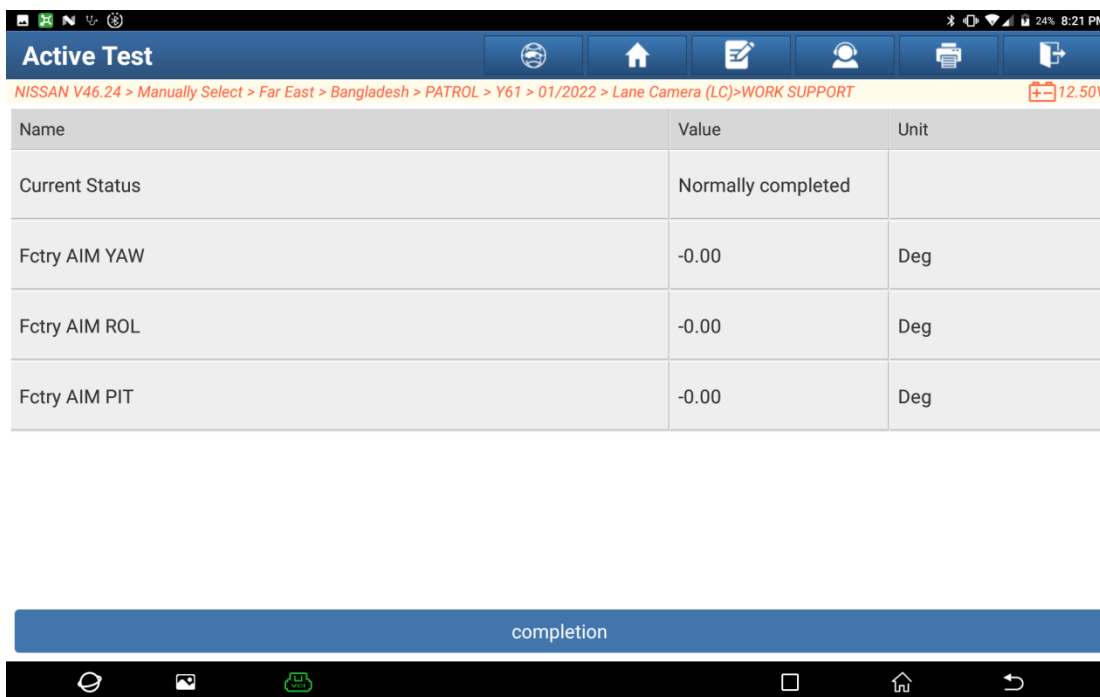 24% 8:21 PM
Active Test
NISSAN V46.24 > Manually Select > Far East > Bangladesh > PATROL > Y61 > 01/2022 > Lane Camera (LC)>WORK SUPPORT 12.50V
Name Value Unit
Current Status Normally completed
Fctry AIM YAW -0.00 Deg
Fctry AIM ROL -0.00 Deg
Fctry AIM PIT -0.00 Deg
completion
VCI